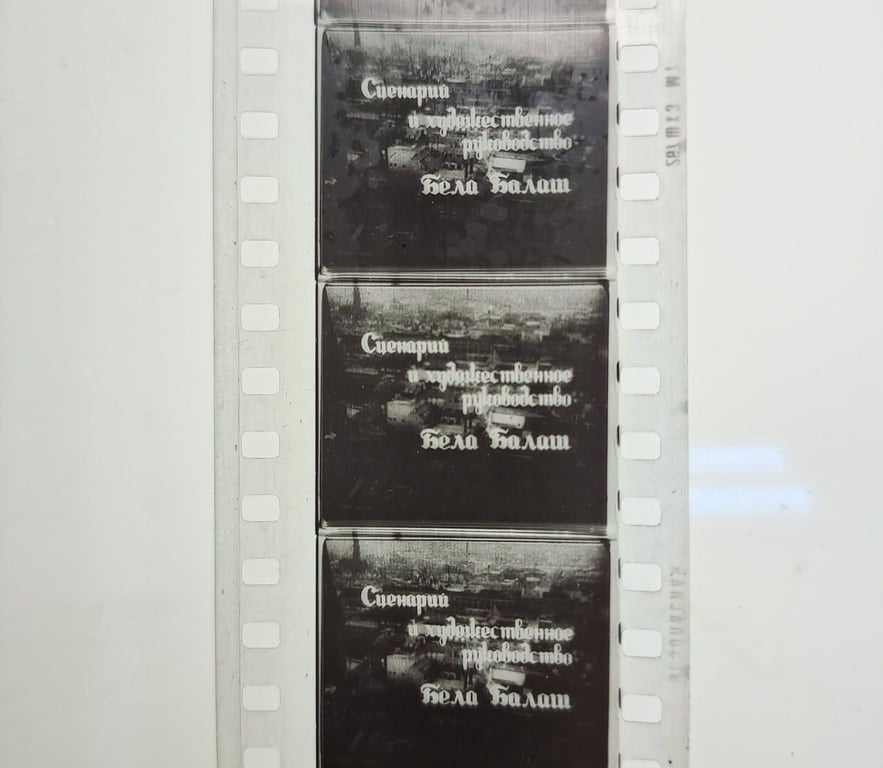 Сценарий
и художественное
руководство
Бела Балаш
Сценарий
и художественное
руководство
Бела Балаш
Сценарий
и художественное
руководство
Бела Балаш